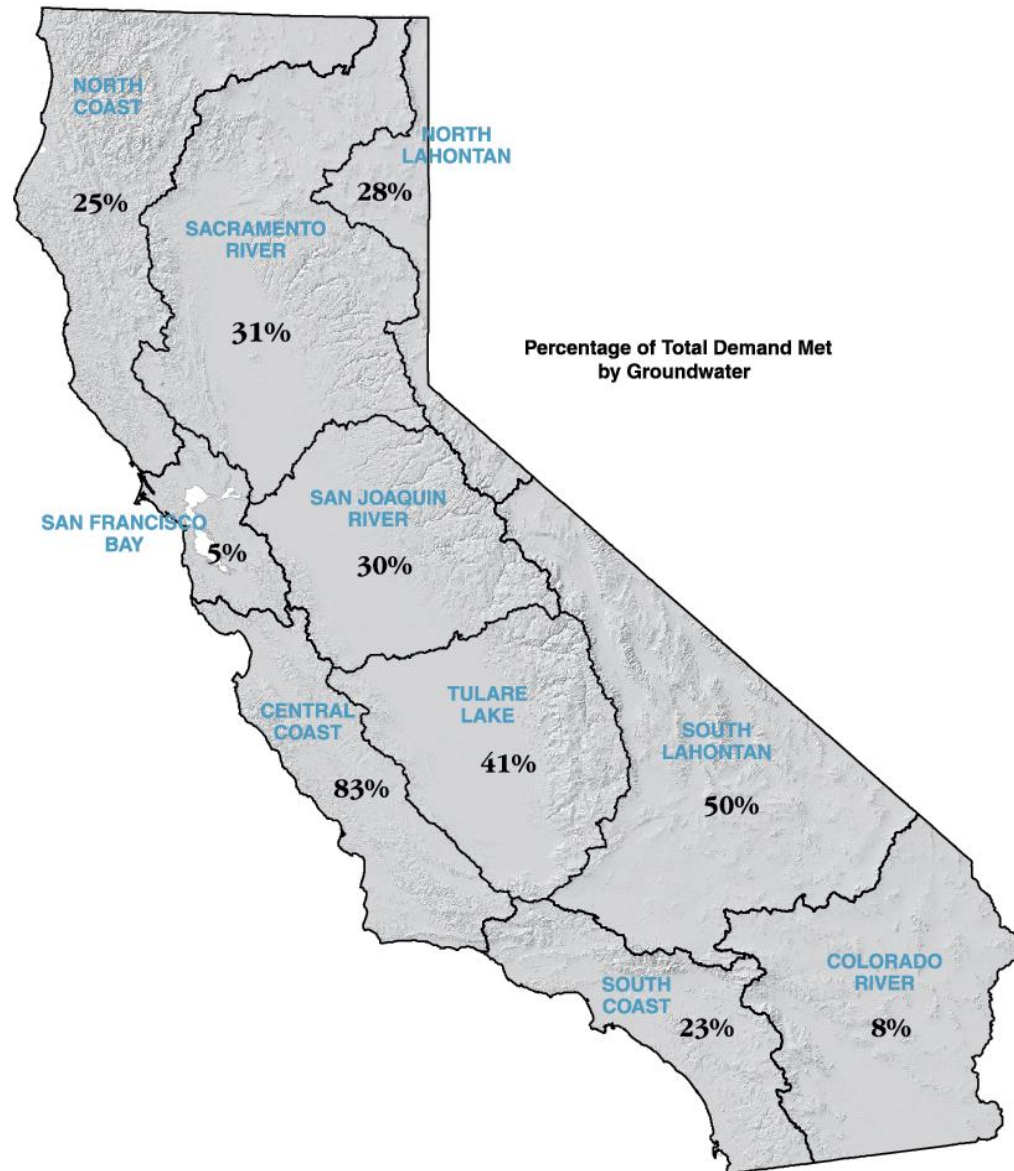 NORTH
COAST
25%
NORTH
LAHONTAN
28%
SACRAMENTO
RIVER
31%
Percentage of Total Demand Met
by Groundwater
SAN JOAQUIN
RIVER
30%
SAN FRANCISCO
BAY
5%
CENTRAL
COAST
83%
TULARE
LAKE
41%
SOUTH
LAHONTAN
50%
SOUTH
COAST
23%
COLORADO
RIVER
8%